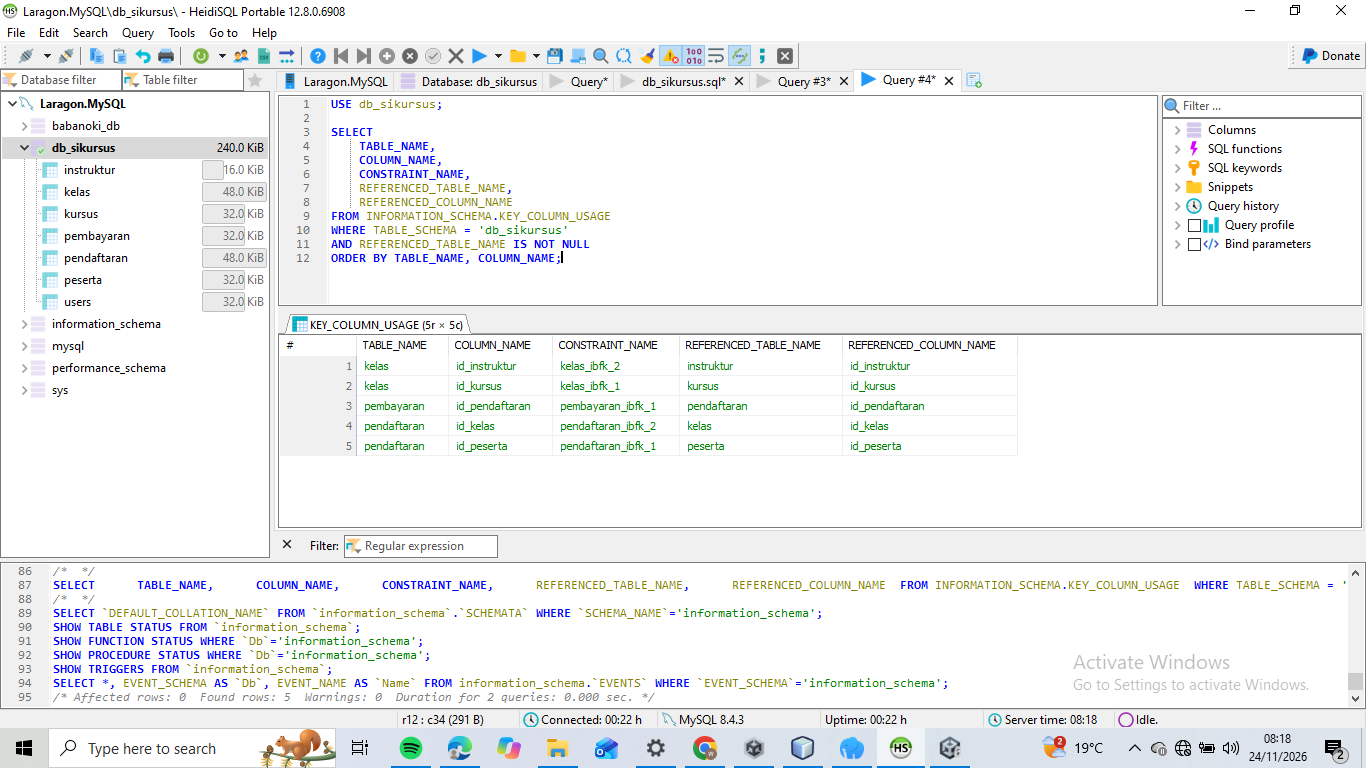 Laragon.MySQL\db_sikursus\ - HeidiSQL Portable 12.8.0.6908
File Edit Search Query Tools Go to Help
Donate
Database filter Table filter
Laragon.MySQL Database: db_sikursus Query* db_sikursus.sql* Query #3* Query #4*
Laragon.MySQL
babanoki_db
db_sikursus 240.0 KiB
instruktur 16.0 KiB
kelas 48.0 KiB
kursus 32.0 KiB
pembayaran 32.0 KiB
pendaftaran 48.0 KiB
peserta 32.0 KiB
users 32.0 KiB
information_schema
mysql
performance_schema
sys
1 USE db_sikursus;
2
3 SELECT
4 TABLE_NAME,
5 COLUMN_NAME,
6 CONSTRAINT_NAME,
7 REFERENCED_TABLE_NAME,
8 REFERENCED_COLUMN_NAME
9 FROM INFORMATION_SCHEMA.KEY_COLUMN_USAGE
10 WHERE TABLE_SCHEMA = 'db_sikursus'
11 AND REFERENCED_TABLE_NAME IS NOT NULL
12 ORDER BY TABLE_NAME, COLUMN_NAME;
Filter ...
Columns
SQL functions
SQL keywords
Snippets
Query history
Query profile
Bind parameters
KEY_COLUMN_USAGE (5r × 5c)
# TABLE_NAME COLUMN_NAME CONSTRAINT_NAME REFERENCED_TABLE_NAME REFERENCED_COLUMN_NAME
1 kelas id_instruktur kelas_ibfk_2 instruktur id_instruktur
2 kelas id_kursus kelas_ibfk_1 kursus id_kursus
3 pembayaran id_pendaftaran pembayaran_ibfk_1 pendaftaran id_pendaftaran
4 pendaftaran id_kelas pendaftaran_ibfk_2 kelas id_kelas
5 pendaftaran id_peserta pendaftaran_ibfk_1 peserta id_peserta
Filter: Regular expression
86 /* */
87 SELECT TABLE_NAME, COLUMN_NAME, CONSTRAINT_NAME, REFERENCED_TABLE_NAME, REFERENCED_COLUMN_NAME FROM INFORMATION_SCHEMA.KEY_COLUMN_USAGE WHERE TABLE_SCHEMA = '
88 /* */
89 SELECT `DEFAULT_COLLATION_NAME` FROM `information_schema`.`SCHEMATA` WHERE `SCHEMA_NAME`='information_schema';
90 SHOW TABLE STATUS FROM `information_schema`;
91 SHOW FUNCTION STATUS WHERE `Db`='information_schema';
92 SHOW PROCEDURE STATUS WHERE `Db`='information_schema';
93 SHOW TRIGGERS FROM `information_schema`;
94 SELECT *, EVENT_SCHEMA AS `Db`, EVENT_NAME AS `Name` FROM information_schema.`EVENTS` WHERE `EVENT_SCHEMA`='information_schema';
95 /* Affected rows: 0 Found rows: 5 Warnings: 0 Duration for 2 queries: 0.000 sec. */
Activate Windows
Go to Settings to activate Windows.
r12 : c34 (291 B) Connected: 00:22 h MySQL 8.4.3 Uptime: 00:22 h Server time: 08:18 Idle.
Type here to search
2
19°C
08:18
24/11/2026
2